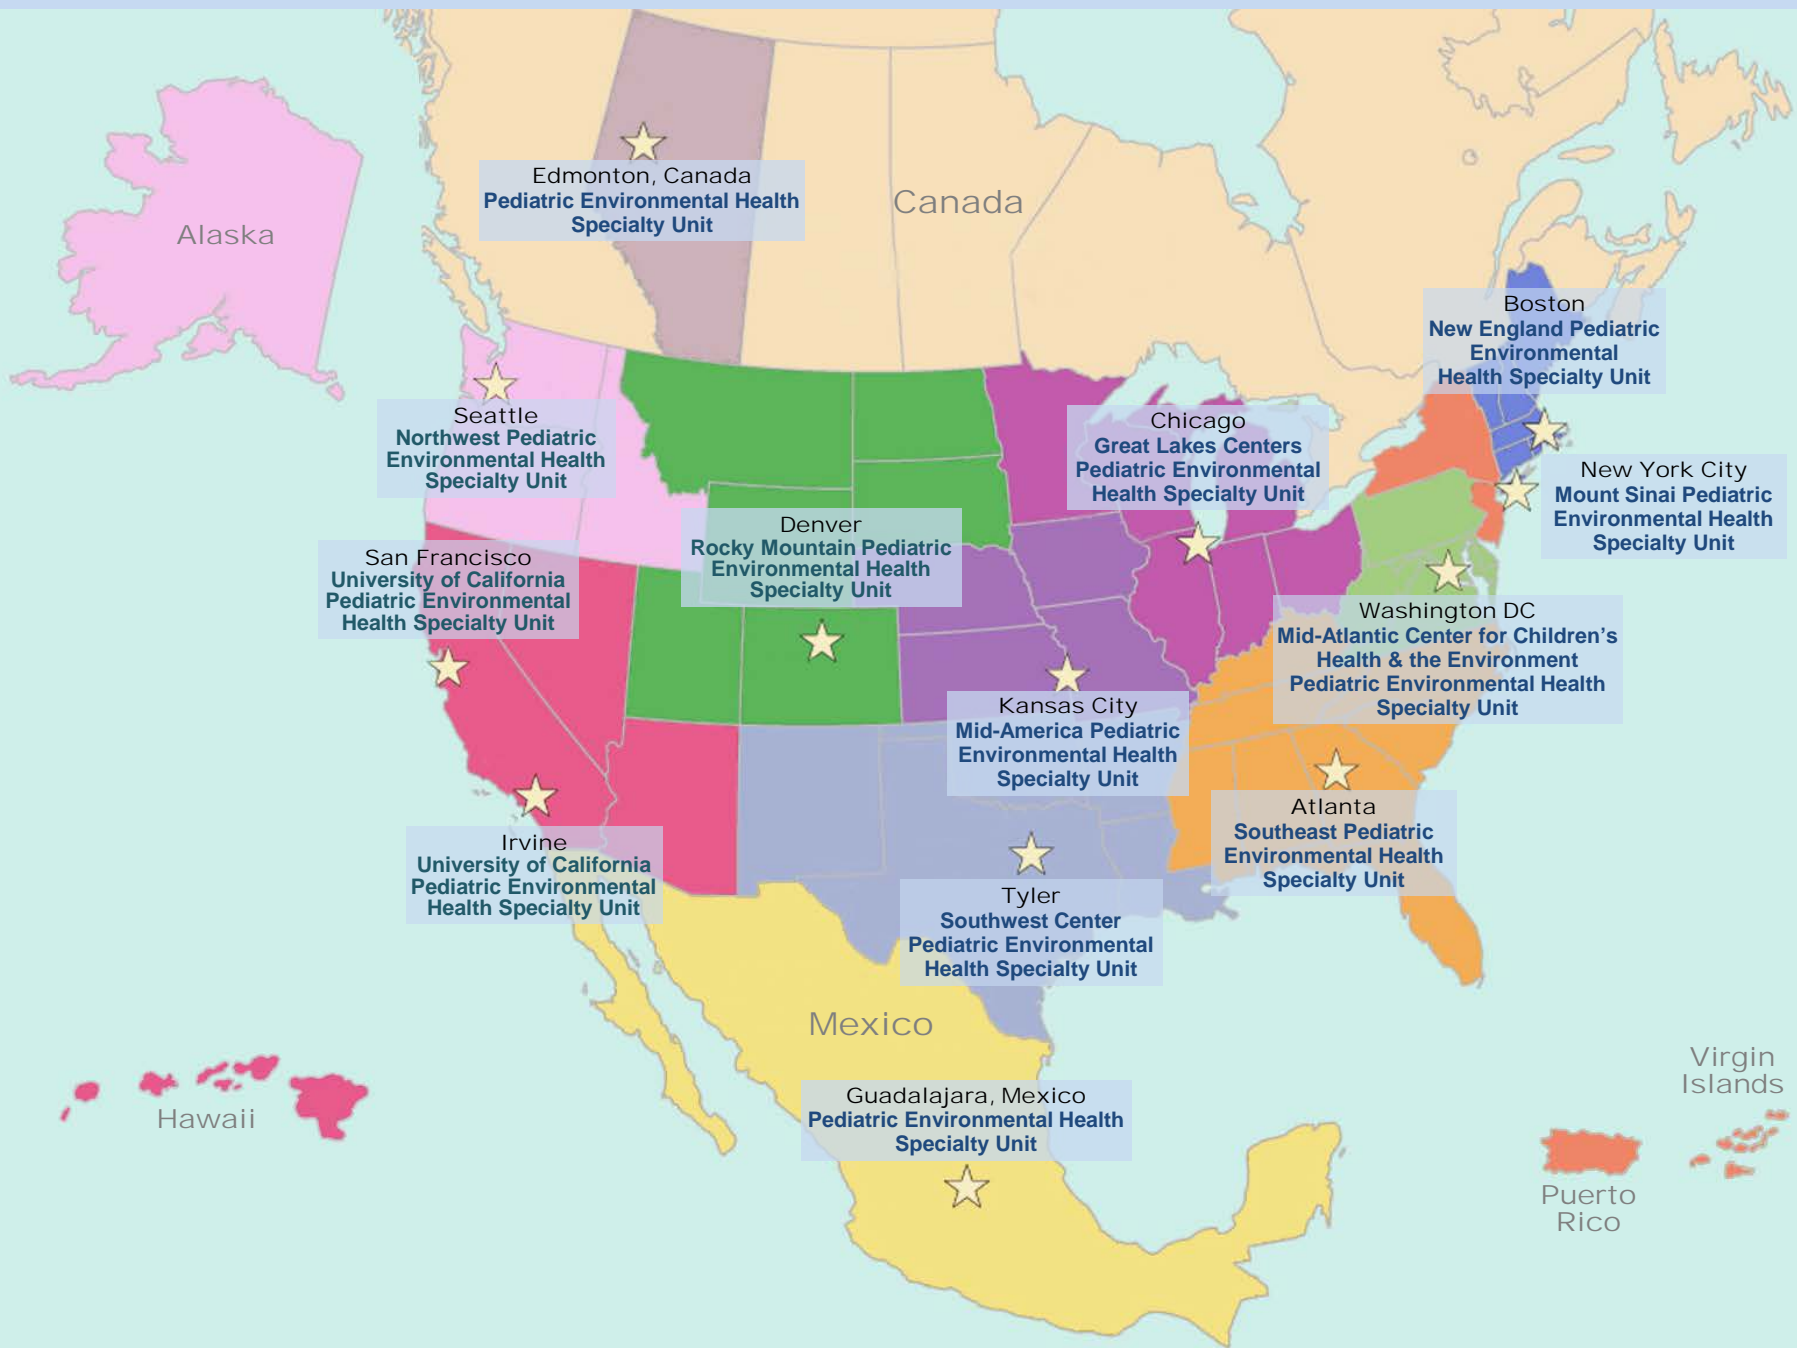 Edmonton, Canada
Pediatric Environmental Health
Specialty Unit
Canada
Alaska
Boston
New England Pediatric
Environmental
Health Specialty Unit
Seattle
Northwest Pediatric
Environmental Health
Specialty Unit
Chicago
Great Lakes Centers
Pediatric Environmental
Health Specialty Unit
New York City
Mount Sinai Pediatric
Environmental Health
Specialty Unit
Denver
Rocky Mountain Pediatric
Environmental Health
Specialty Unit
San Francisco
University of California
Pediatric Environmental
Health Specialty Unit
Washington DC
Mid-Atlantic Center for Children's
Health & the Environment
Pediatric Environmental Health
Specialty Unit
Kansas City
Mid-America Pediatric
Environmental Health
Specialty Unit
Atlanta
Southeast Pediatric
Environmental Health
Specialty Unit
Irvine
University of California
Pediatric Environmental
Health Specialty Unit
Tyler
Southwest Center
Pediatric Environmental
Health Specialty Unit
Mexico
Guadalajara, Mexico
Pediatric Environmental Health
Specialty Unit
Hawaii
Virgin
Islands
Puerto
Rico